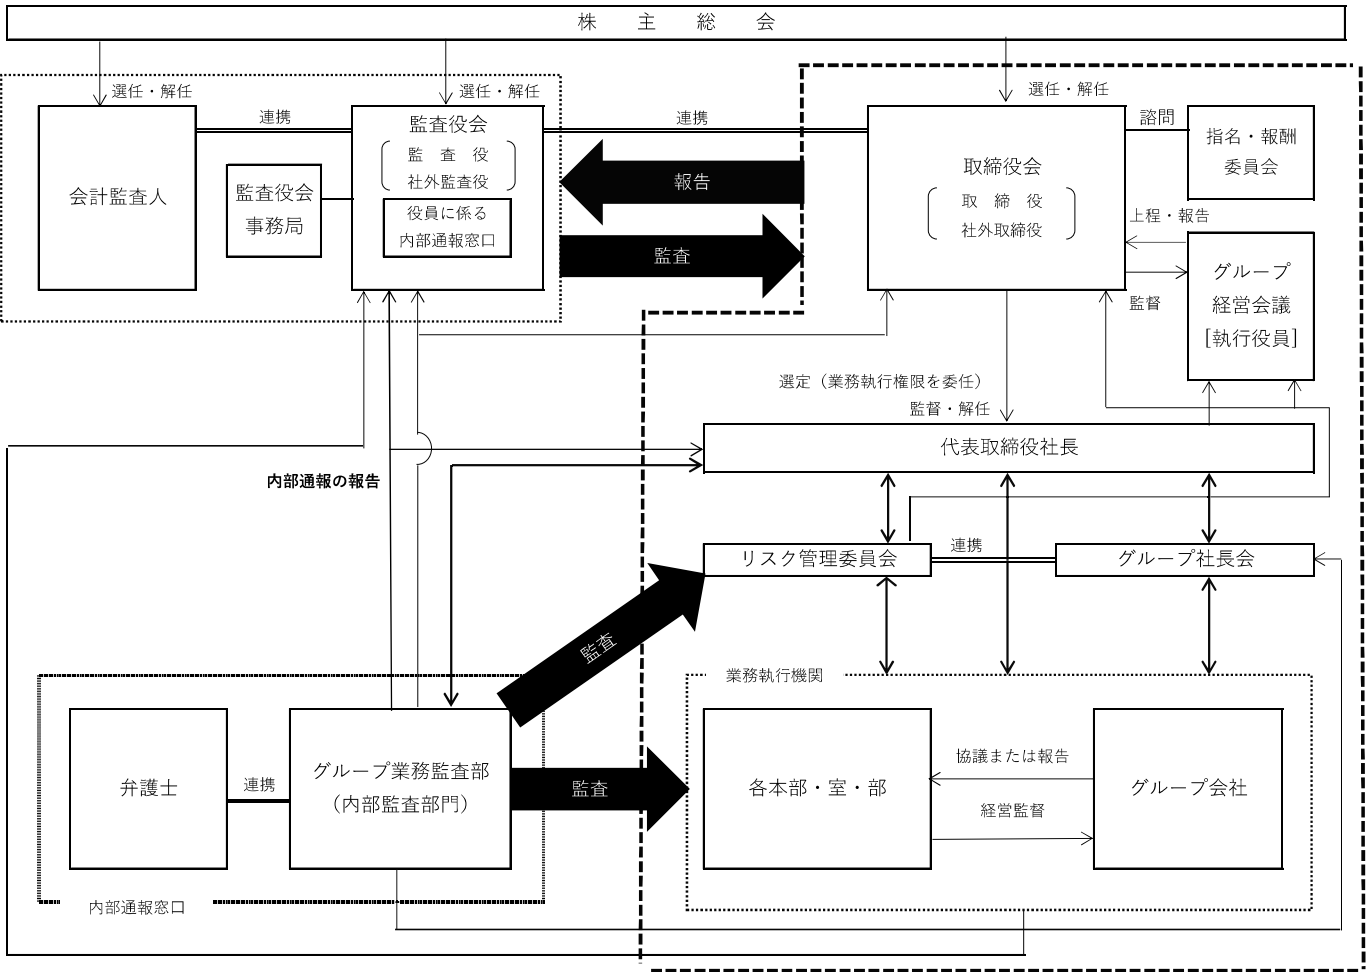 株主総会
選任・解任
選任・解任
選任・解任
連携
監査役会
監査役
社外監査役
連携
諮問
指名・報酬
委員会
会計監査人
監査役会
事務局
役員に係る
内部通報窓口
報告
監査
取締役会
取締役
社外取締役
上程・報告
監督
グループ
経営会議
[執行役員]
選定（業務執行権限を委任）
監督・解任
代表取締役社長
内部通報の報告
リスク管理委員会
連携
グループ社長会
監査
業務執行機関
弁護士
連携
グループ業務監査部
（内部監査部門）
監査
各本部・室・部
協議または報告
経営監督
グループ会社
内部通報窓口